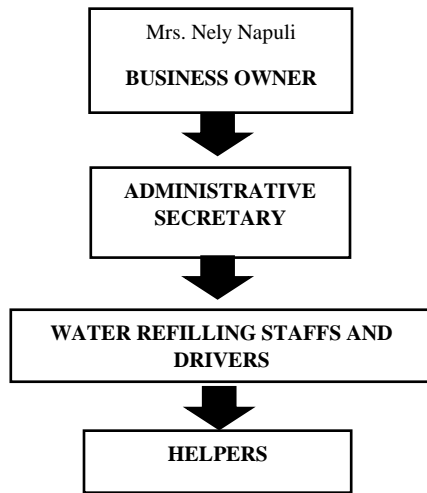 Mrs. Nely Napuli
BUSINESS OWNER
ADMINISTRATIVE
SECRETARY
WATER REFILLING STAFFS AND
DRIVERS
HELPERS